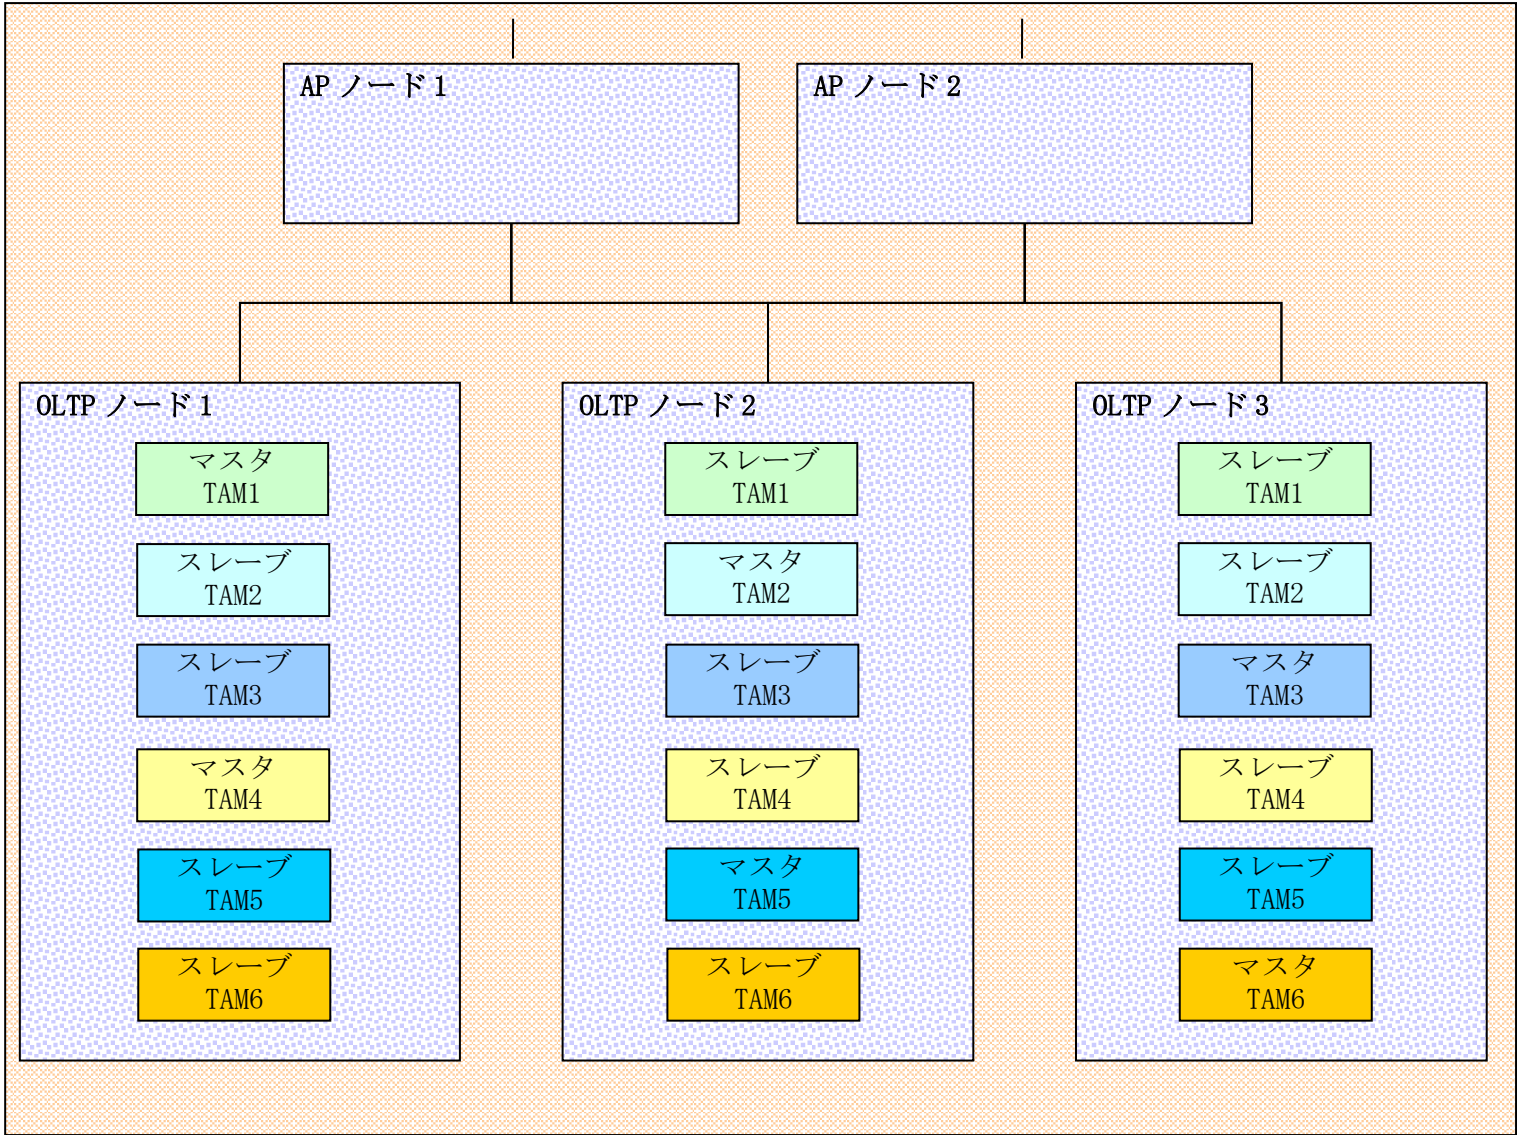 AP ノード 1
AP ノード 2
OLTP ノード 1
マスタ
TAM1
スレーブ
TAM2
スレーブ
TAM3
マスタ
TAM4
スレーブ
TAM5
スレーブ
TAM6
OLTP ノード 2
スレーブ
TAM1
マスタ
TAM2
スレーブ
TAM3
スレーブ
TAM4
マスタ
TAM5
スレーブ
TAM6
OLTP ノード 3
スレーブ
TAM1
スレーブ
TAM2
マスタ
TAM3
スレーブ
TAM4
スレーブ
TAM5
マスタ
TAM6